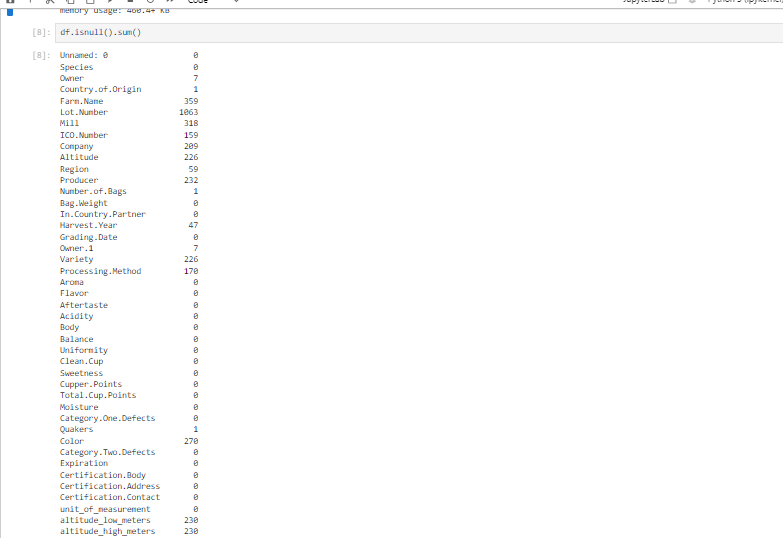 memory usage: 460.4+ KB
Code
[8]: df.isnull().sum()
[8]: Unnamed: 0 0
Species 0
Owner 7
Country.of.Origin 1
Farm.Name 359
Lot.Number 1063
Mill 318
ICO.Number 159
Company 209
Altitude 226
Region 59
Producer 232
Number.of.Bags 1
Bag.Weight 0
In.Country.Partner 0
Harvest.Year 47
Grading.Date 0
Owner.1 7
Variety 226
Processing.Method 170
Aroma 0
Flavor 0
Aftertaste 0
Acidity 0
Body 0
Balance 0
Uniformity 0
Clean.Cup 0
Sweetness 0
Cupper.Points 0
Total.Cup.Points 0
Moisture 0
Category.One.Defects 0
Quakers 1
Color 270
Category.Two.Defects 0
Expiration 0
Certification.Body 0
Certification.Address 0
Certification.Contact 0
unit_of_measurement 0
altitude_low_meters 230
altitude_high_meters 230